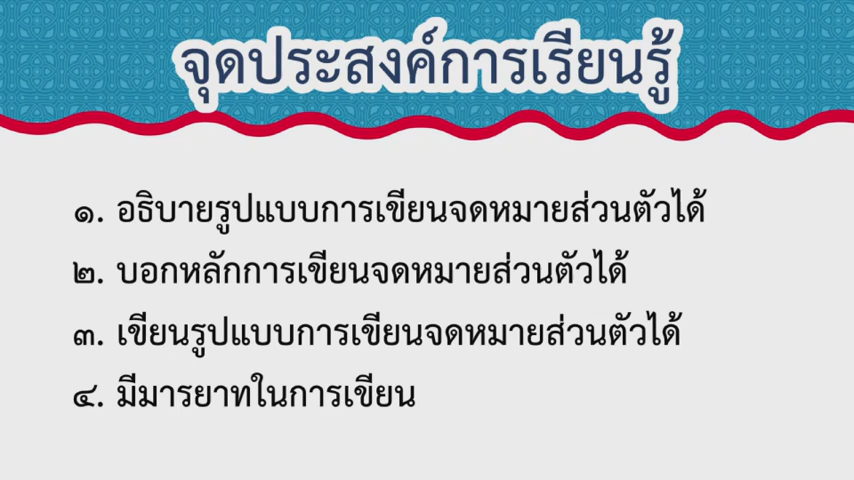 จุดประสงค์การเรียนรู้
๑. อธิบายรูปแบบการเขียนจดหมายส่วนตัวได้
๒. บอกหลักการเขียนจดหมายส่วนตัวได้
๓. เขียนรูปแบบการเขียนจดหมายส่วนตัวได้
๔. มีมารยาทในการเขียน